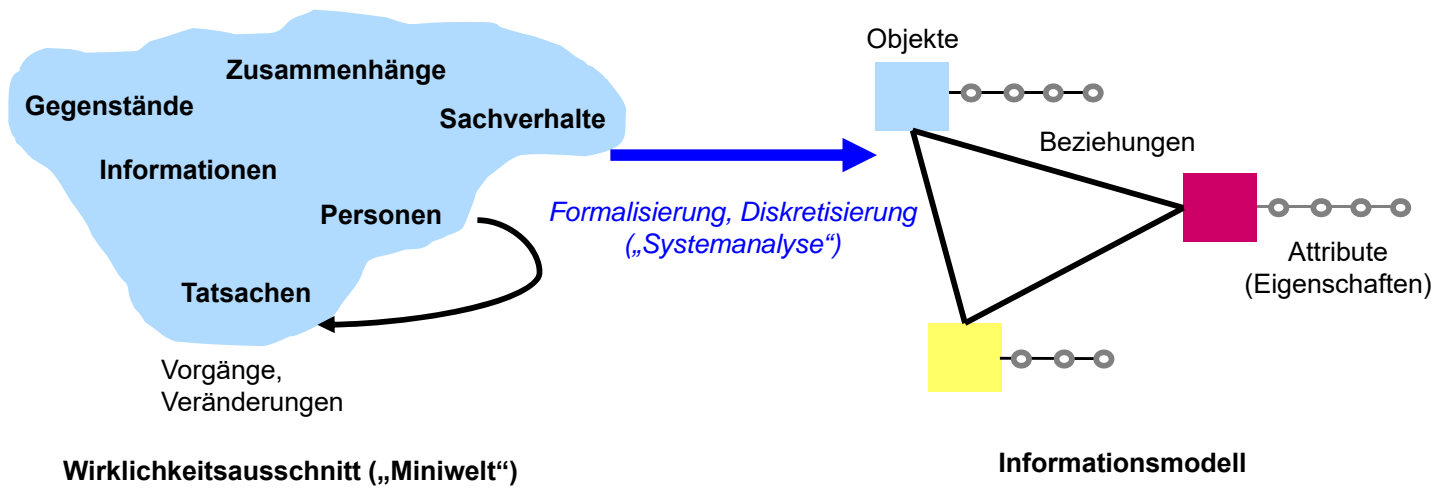 Zusammenhänge
Gegenstände
Sachverhalte
Informationen
Personen
Tatsachen
Vorgänge,
Veränderungen
Wirklichkeitsausschnitt („Miniwelt“)
Formalisierung, Diskretisierung
(„Systemanalyse“)
Objekte
Beziehungen
Attribute
(Eigenschaften)
Informationsmodell